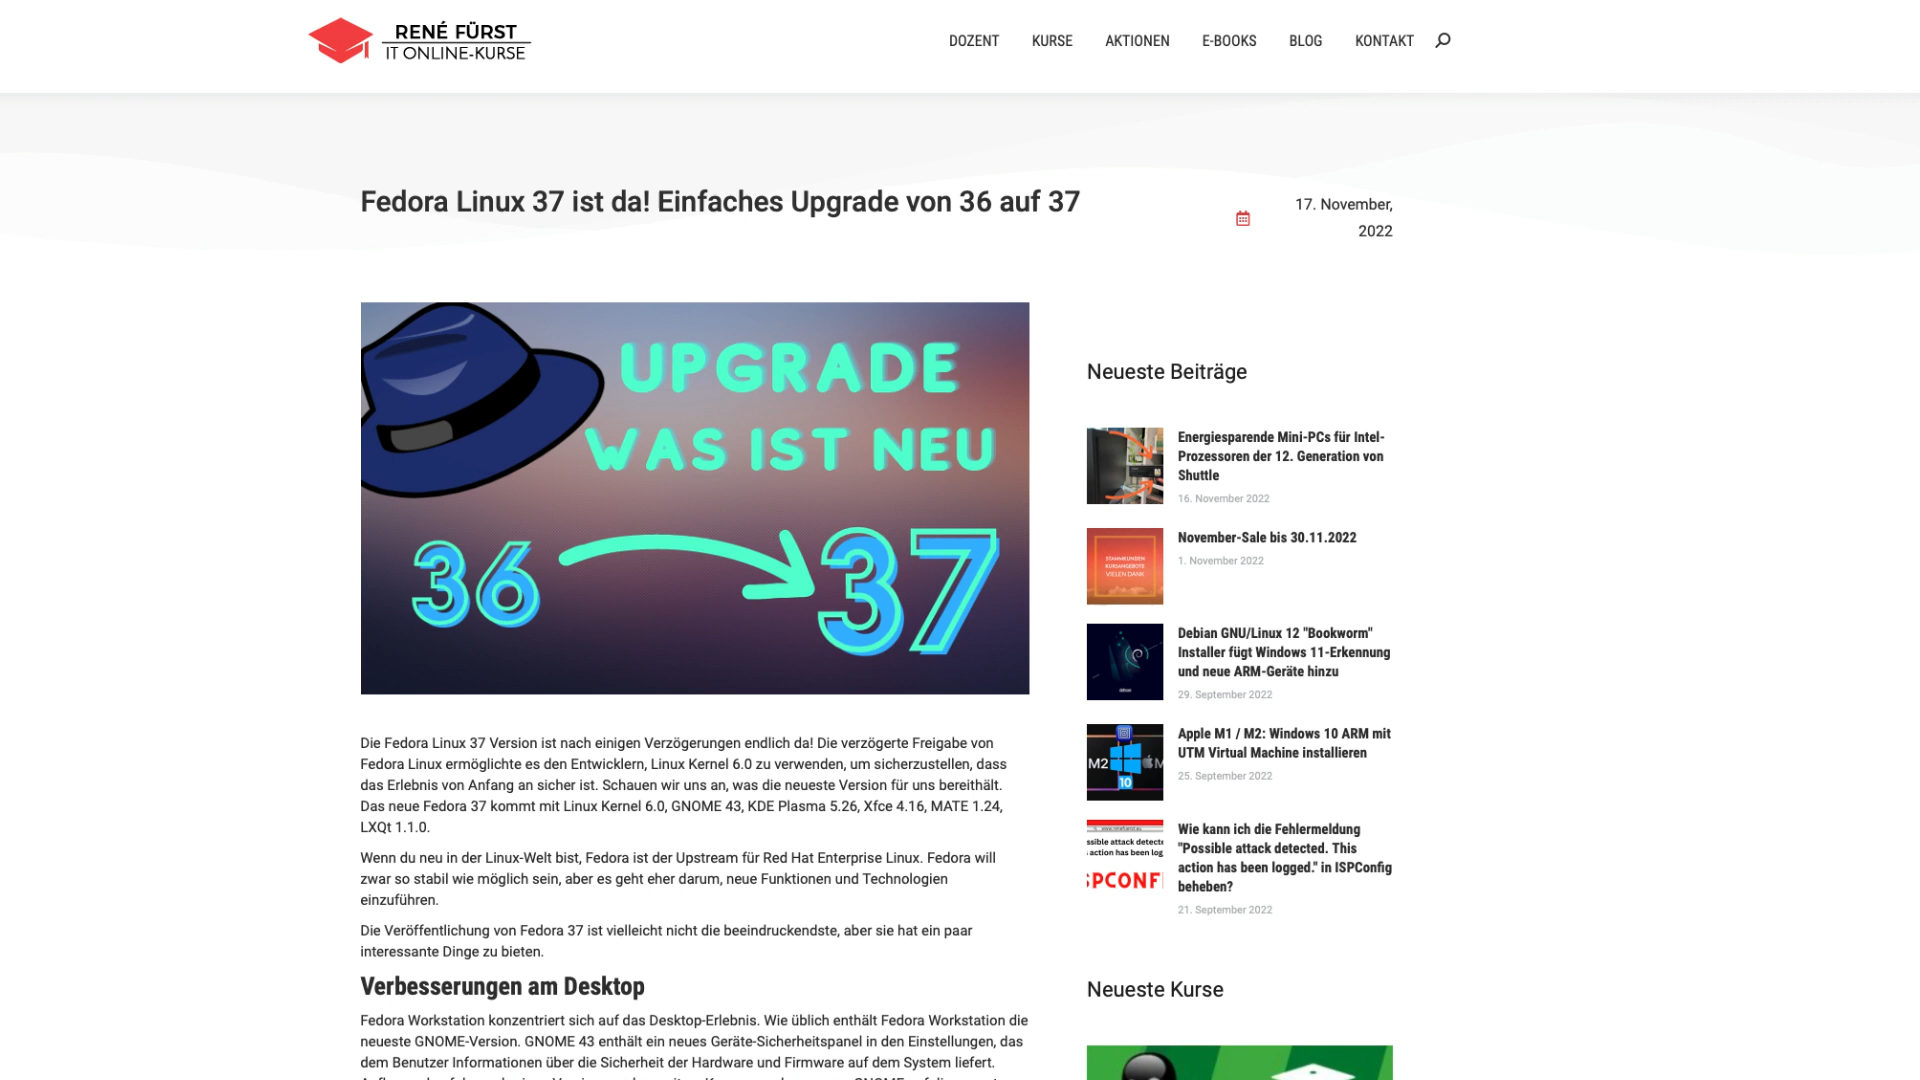 RENÉ FÜRST
IT ONLINE-KURSE
DOZENT KURSE AKTIONEN E-BOOKS BLOG KONTAKT
Fedora Linux 37 ist da! Einfaches Upgrade von 36 auf 37
17. November,
2022
UPGRADE
WAS IST NEU
36 37
Die Fedora Linux 37 Version ist nach einigen Verzögerungen endlich da! Die verzögerte Freigabe von
Fedora Linux ermöglichte es den Entwicklern, Linux Kernel 6.0 zu verwenden, um sicherzustellen, dass
das Erlebnis von Anfang an sicher ist. Schauen wir uns an, was die neueste Version für uns bereithält.
Das neue Fedora 37 kommt mit Linux Kernel 6.0, GNOME 43, KDE Plasma 5.26, Xfce 4.16, MATE 1.24,
LXQt 1.1.0.
Wenn du neu in der Linux-Welt bist, Fedora ist der Upstream für Red Hat Enterprise Linux. Fedora will
zwar so stabil wie möglich sein, aber es geht eher darum, neue Funktionen und Technologien
einzuführen.
Die Veröffentlichung von Fedora 37 ist vielleicht nicht die beeindruckendste, aber sie hat ein paar
interessante Dinge zu bieten.
Verbesserungen am Desktop
Fedora Workstation konzentriert sich auf das Desktop-Erlebnis. Wie üblich enthält Fedora Workstation die
neueste GNOME-Version. GNOME 43 enthält ein neues Geräte-Sicherheitspanel in den Einstellungen, das
dem Benutzer Informationen über die Sicherheit der Hardware und Firmware auf dem System liefert.
Neueste Beiträge
Energiesparende Mini-PCs für Intel-
Prozessoren der 12. Generation von
Shuttle
16. November 2022
STAMMKUNDEN
KURSANGEBOTE
VIELEN DANK
November-Sale bis 30.11.2022
1. November 2022
debian
Debian GNU/Linux 12 "Bookworm"
Installer fügt Windows 11-Erkennung
und neue ARM-Geräte hinzu
29. September 2022
M2 M
10
Apple M1 / M2: Windows 10 ARM mit
UTM Virtual Machine installieren
25. September 2022
ssible attack detecte
action has been log
SPCONF
Wie kann ich die Fehlermeldung
"Possible attack detected. This
action has been logged." in ISPConfig
beheben?
21. September 2022
Neueste Kurse